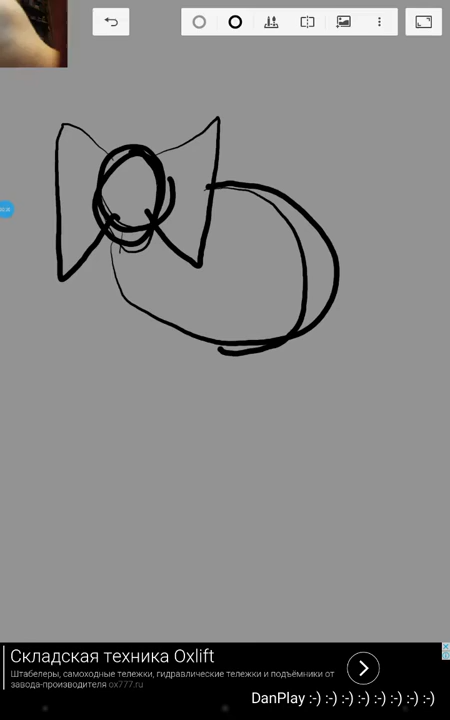 Складская техника Oxlift
Штабелеры, самоходные тележки, гидравлические тележки и подъёмники от
завода-производителя ox777.ru
DanPlay :-) :-) :-) :-) :-) :-) :-) :-)